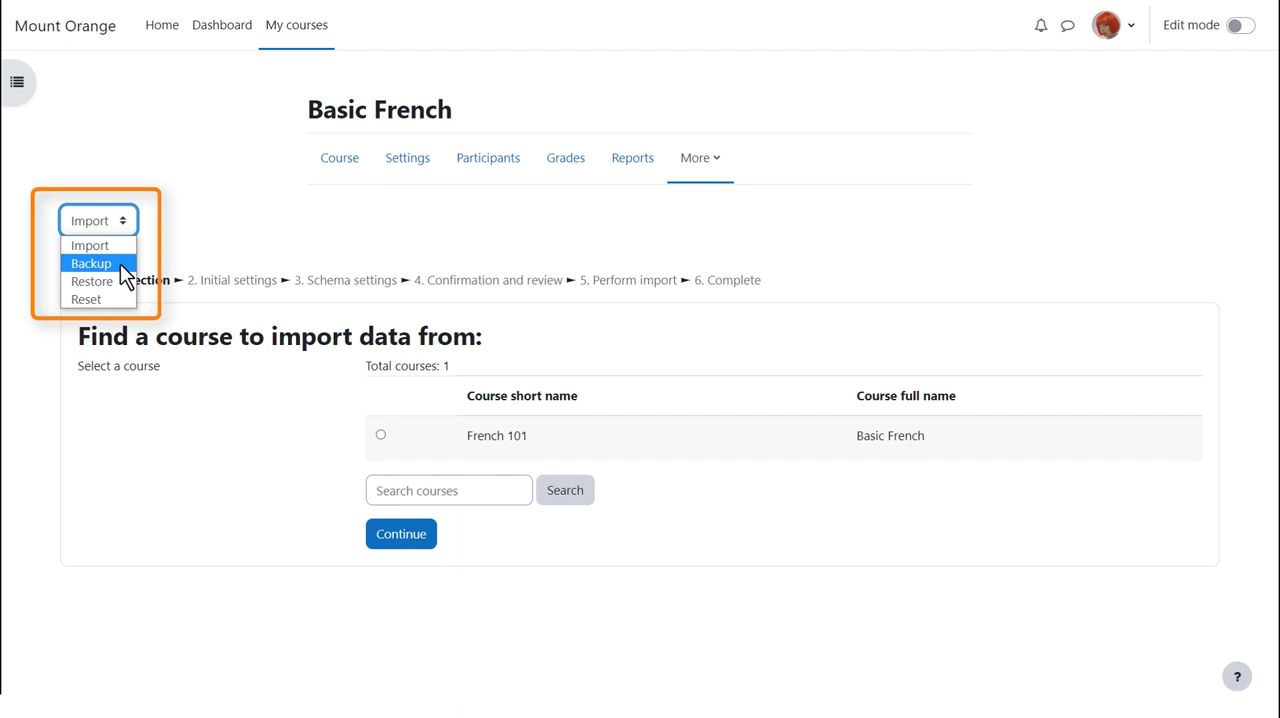 Mount Orange Home Dashboard My courses Edit mode
Basic French
Course Settings Participants Grades Reports More
Import
Import
Backup
Restore
Reset
ection ► 2. Initial settings ► 3. Schema settings ► 4. Confirmation and review ► 5. Perform import ► 6. Complete
Find a course to import data from:
Select a course Total courses: 1
Course short name Course full name
French 101 Basic French
Search courses Search
Continue
?